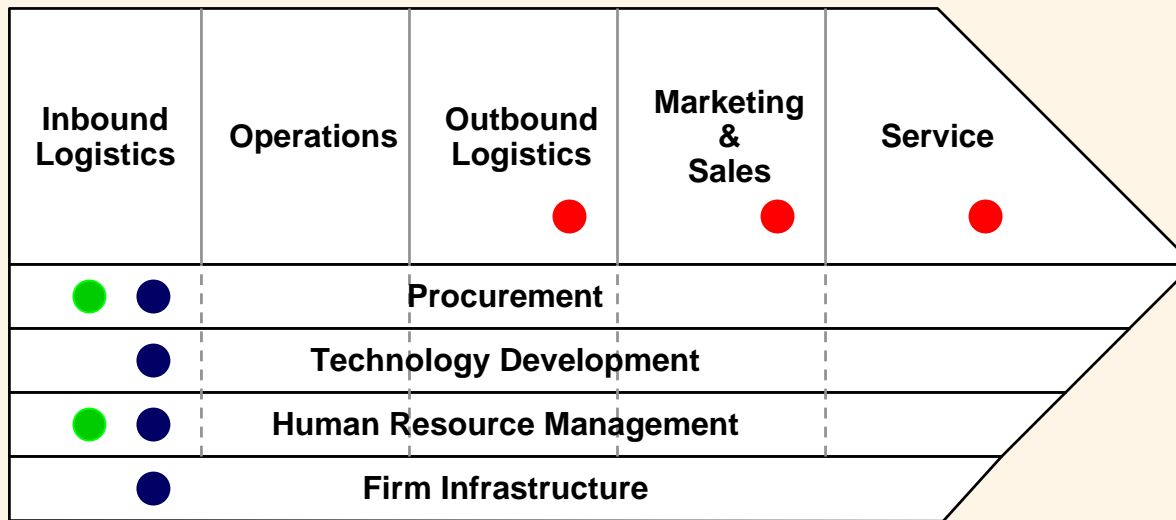 Inbound
Logistics
Operations
Outbound
Logistics
Marketing
&
Sales
Service
Procurement
Technology Development
Human Resource Management
Firm Infrastructure